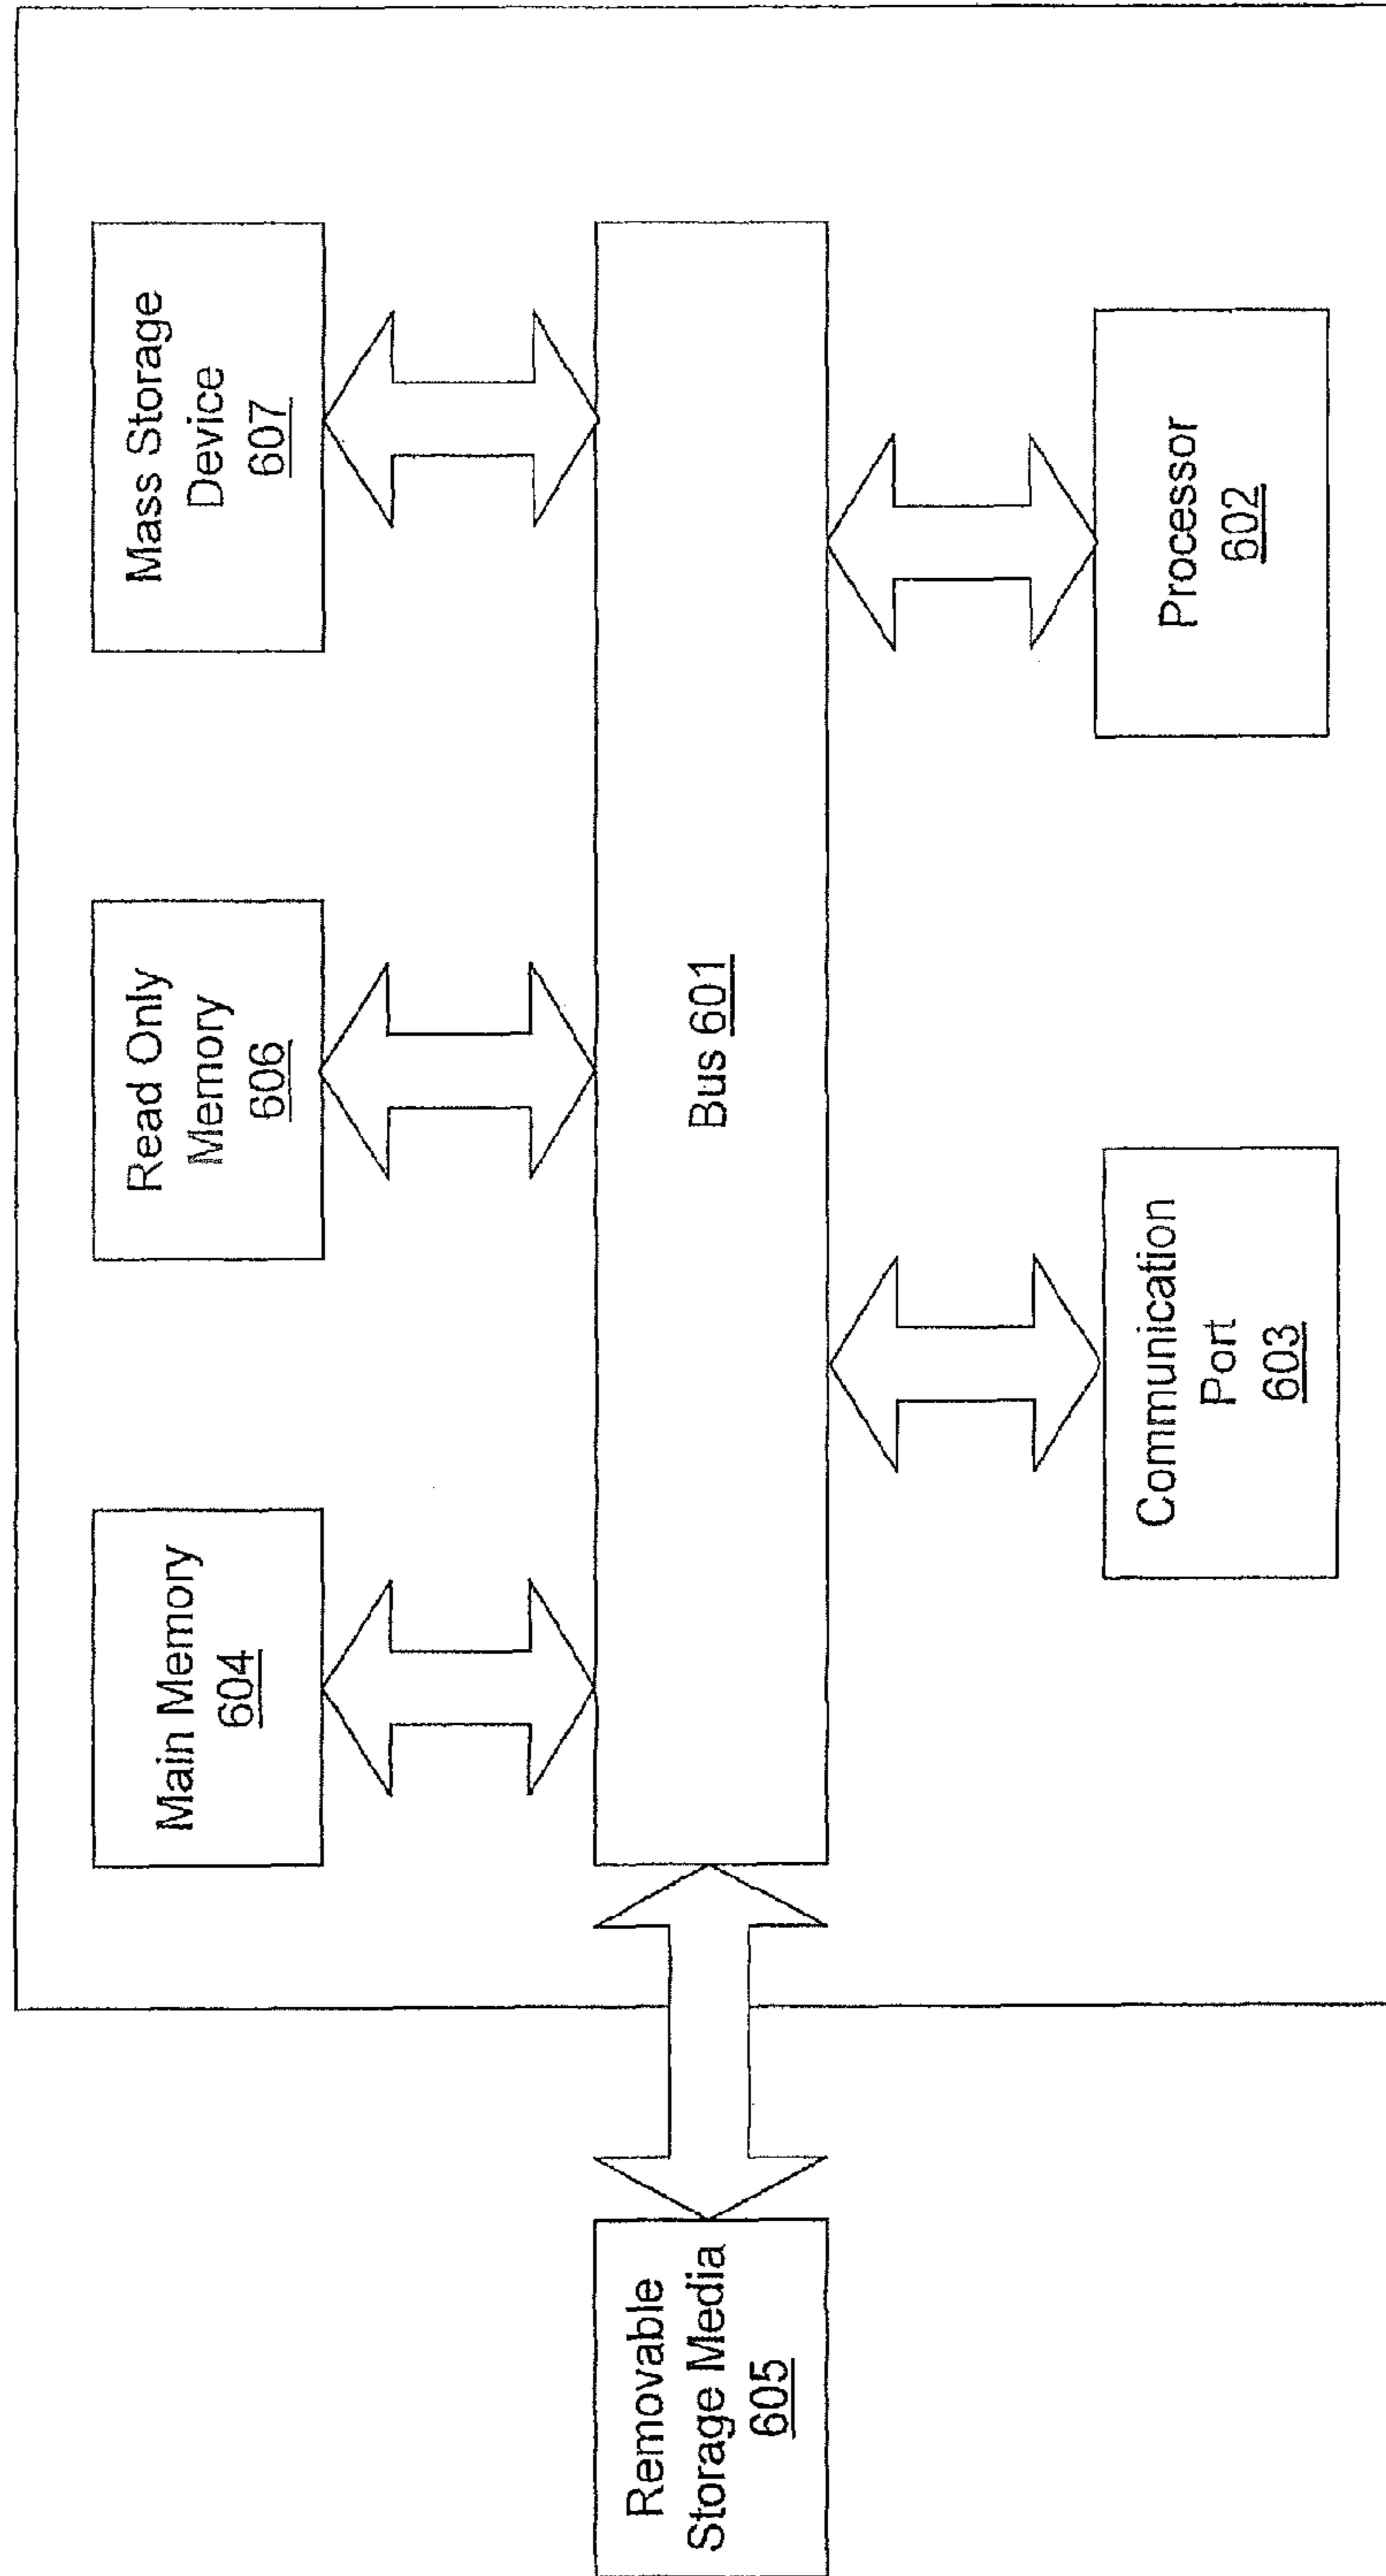 Main Memory
604
Read Only
Memory
606
Mass Storage
Device
607
Removable
Storage Media
605
Bus 601
Communication
Port
603
Processor
602